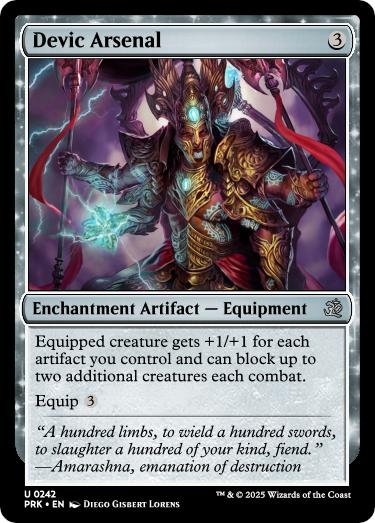 Devic Arsenal 3
Enchantment Artifact — Equipment
Equipped creature gets +1/+1 for each
artifact you control and can block up to
two additional creatures each combat.
Equip 3
“A hundred limbs, to wield a hundred swords,
to slaughter a hundred of your kind, fiend.”
—Amarashna, emanation of destruction
U 0242
PRK • EN Diego Gisbert Lorens
™ & © 2025 Wizards of the Coast